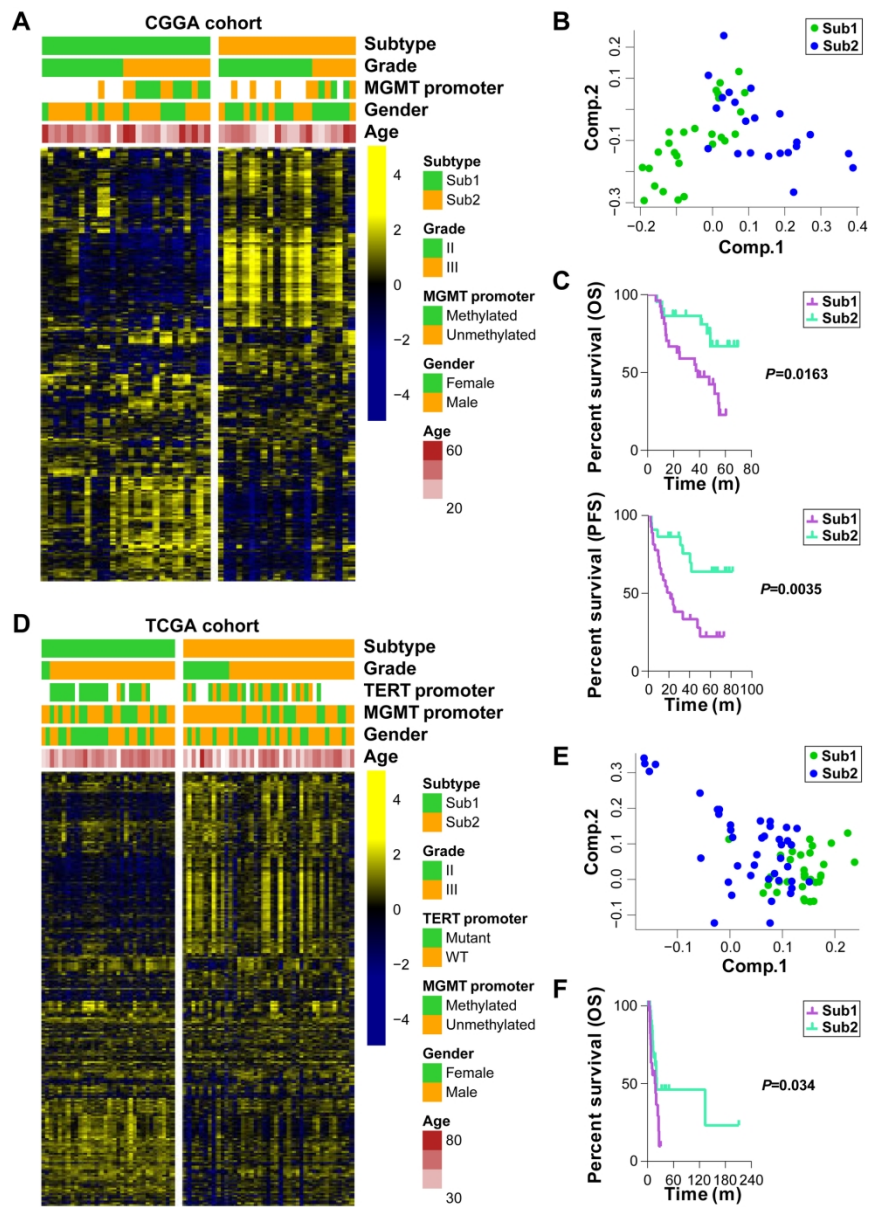 A
CGGA cohort
Subtype
Grade
MGMT promoter
Gender
Age
4
2
0
−2
−4
Subtype
Sub1
Sub2
Grade
II
III
MGMT promoter
Methylated
Unmethylated
Gender
Female
Male
Age
60
20
B
Sub1
Sub2
Comp.2
0.2
0.1
−0.1
−0.3
−0.2
0.0
0.1
0.2
0.3
0.4
Comp.1
C
Percent survival (OS)
100
50
0
0
20
40
60
80
Time (m)
Sub1
Sub2
P=0.0163
Percent survival (PFS)
100
50
0
0
20
40
60
80
100
Time (m)
Sub1
Sub2
P=0.0035
D
TCGA cohort
Subtype
Grade
TERT promoter
MGMT promoter
Gender
Age
4
2
0
−2
−4
Subtype
Sub1
Sub2
Grade
II
III
TERT promoter
Mutant
WT
MGMT promoter
Methylated
Unmethylated
Gender
Female
Male
Age
80
30
E
Sub1
Sub2
Comp.2
0.3
0.2
0.1
0.0
−0.1
−0.1
0.0
0.1
0.2
Comp.1
F
Percent survival (OS)
100
50
0
0
60
120
180
240
Time (m)
Sub1
Sub2
P=0.034